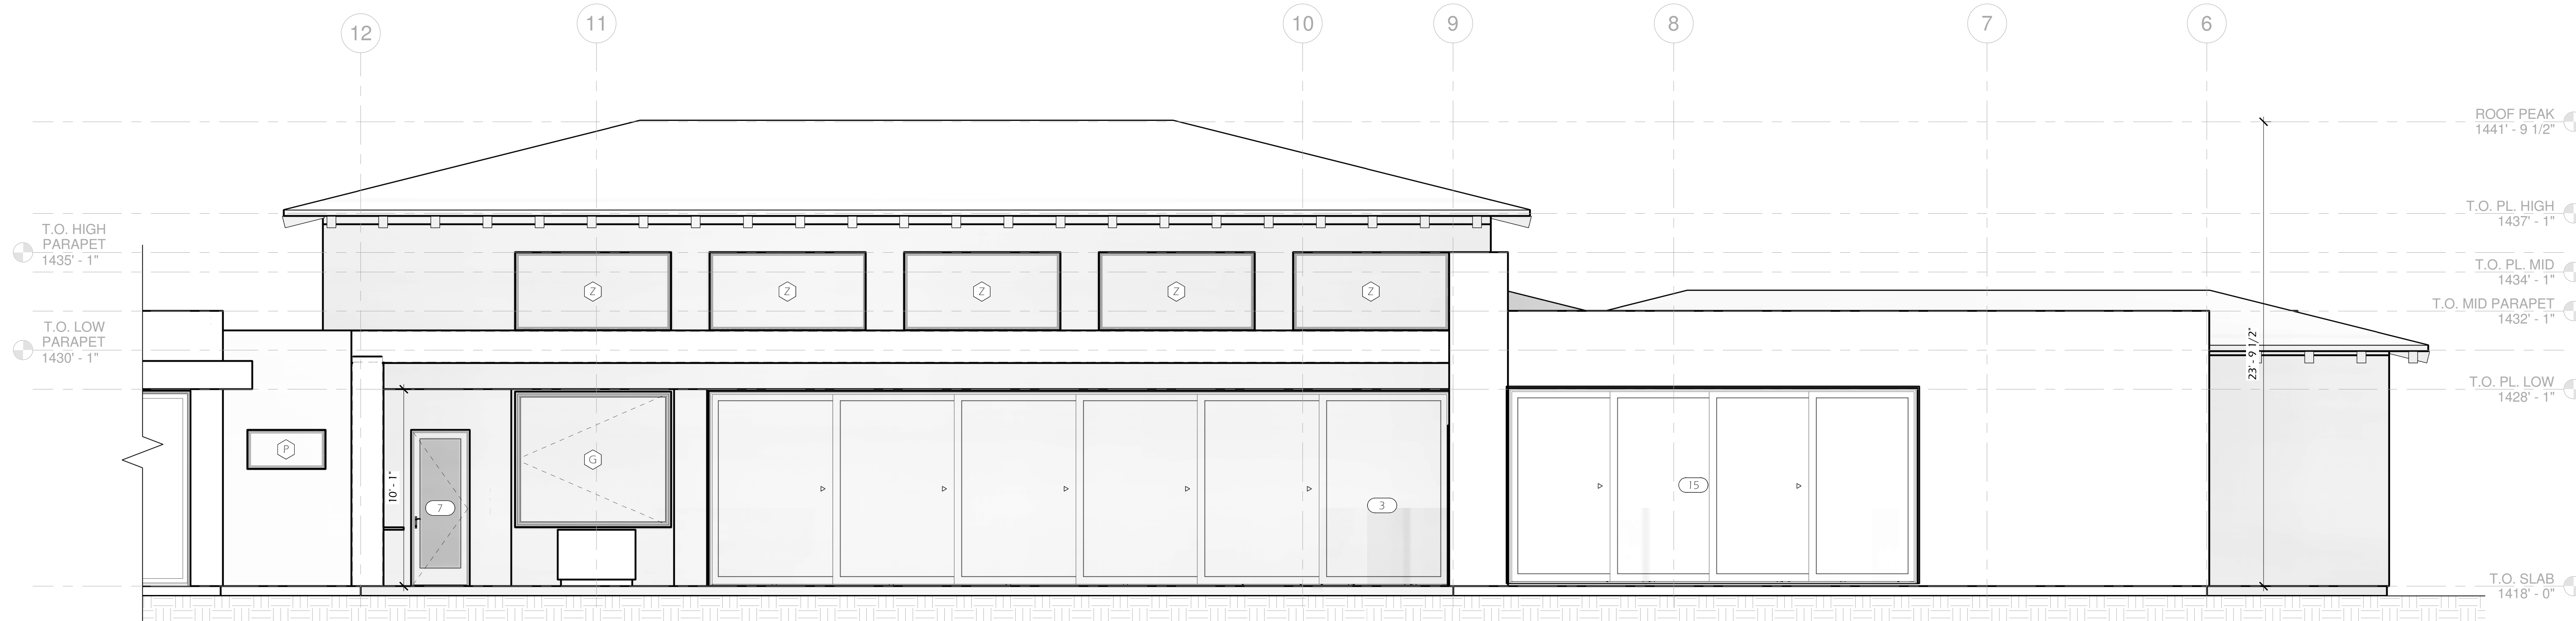 12
11
10
9
8
7
6
ROOF PEAK
1441' - 9 1/2"
T.O. PL. HIGH
1437' - 1"
T.O. HIGH
PARAPET
1435' - 1"
T.O. PL. MID
1434' - 1"
T.O. MID PARAPET
1432' - 1"
T.O. LOW
PARAPET
1430' - 1"
T.O. PL. LOW
1428' - 1"
T.O. SLAB
1418' - 0"
Z
Z
Z
Z
Z
23' - 9 1/2"
P
10' - 1"
7
G
3
15